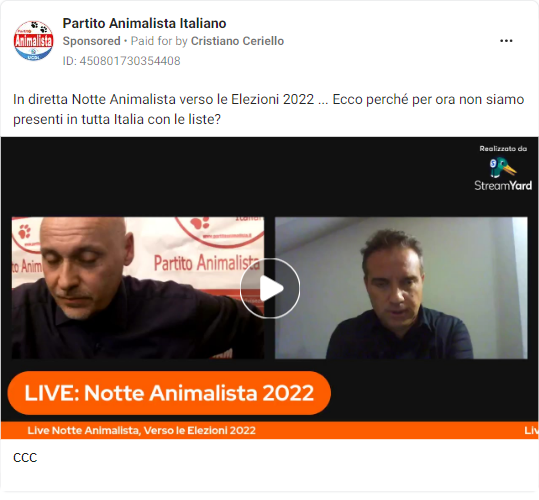 Partito Animalista Italiano
Sponsored • Paid for by Cristiano Ceriello
ID: 450801730354408
In diretta Notte Animalista verso le Elezioni 2022 ... Ecco perché per ora non siamo
presenti in tutta Italia con le liste?
Realizzato da
StreamYard
Partito Animalista
LIVE: Notte Animalista 2022
Live Notte Animalista, Verso le Elezioni 2022
Liv
CCC